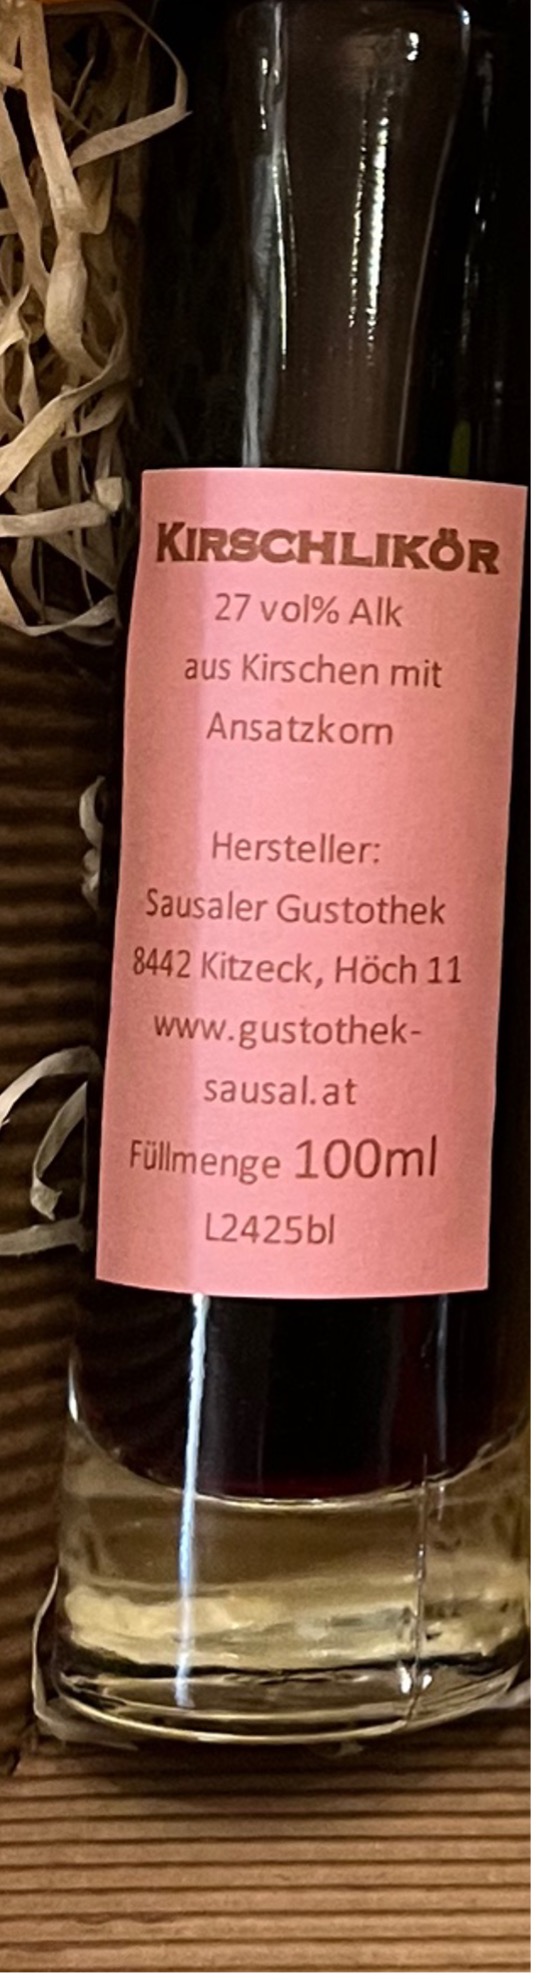 KIRSCHLIKÖR
27 vol% Alk
aus Kirschen mit
Ansatzkorn
Hersteller:
Sausaler Gustothek
8442 Kitzeck, Höch 11
www.gustothek-
sausal.at
Füllmenge 100ml
L2425bl